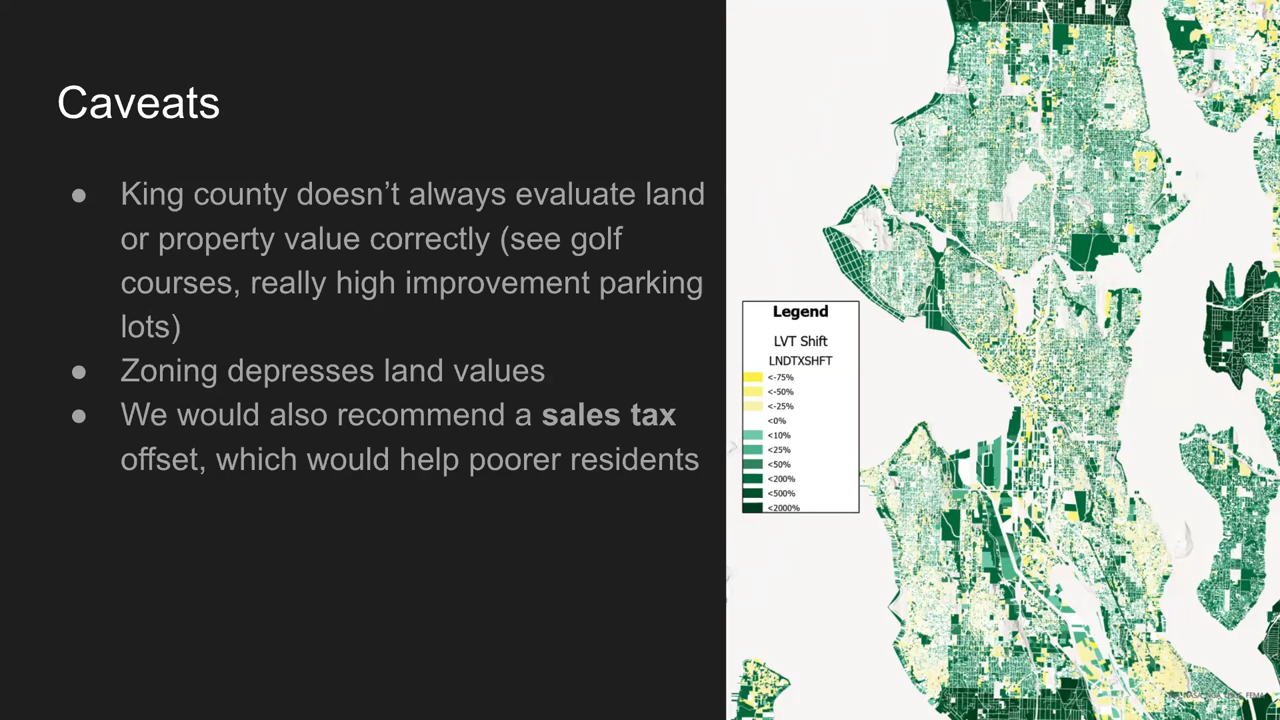 Caveats
● King county doesn’t always evaluate land
or property value correctly (see golf
courses, really high improvement parking
lots)
● Zoning depresses land values
● We would also recommend a sales tax
offset, which would help poorer residents
Legend
LVT Shift
LNDTXSHFT
<-75%
<-50%
<-25%
<0%
<10%
<25%
<50%
<200%
<500%
<2000%
NASA, FEMA